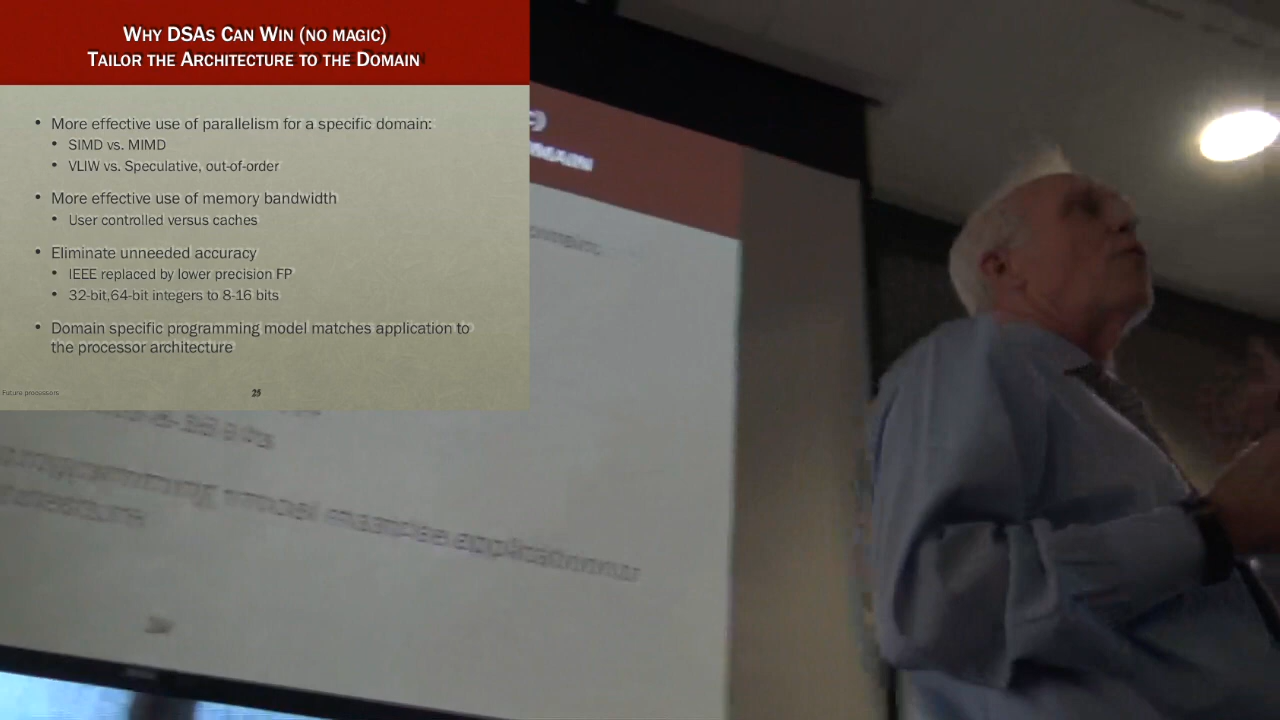 WHY DSAS CAN WIN (NO MAGIC)
TAILOR THE ARCHITECTURE TO THE DOMAIN
• More effective use of parallelism for a specific domain:
• SIMD vs. MIMD
• VLIW vs. Speculative, out-of-order
• More effective use of memory bandwidth
• User controlled versus caches
• Eliminate unneeded accuracy
• IEEE replaced by lower precision FP
• 32-bit,64-bit integers to 8-16 bits
• Domain specific programming model matches application to
the processor architecture
Future processors
25